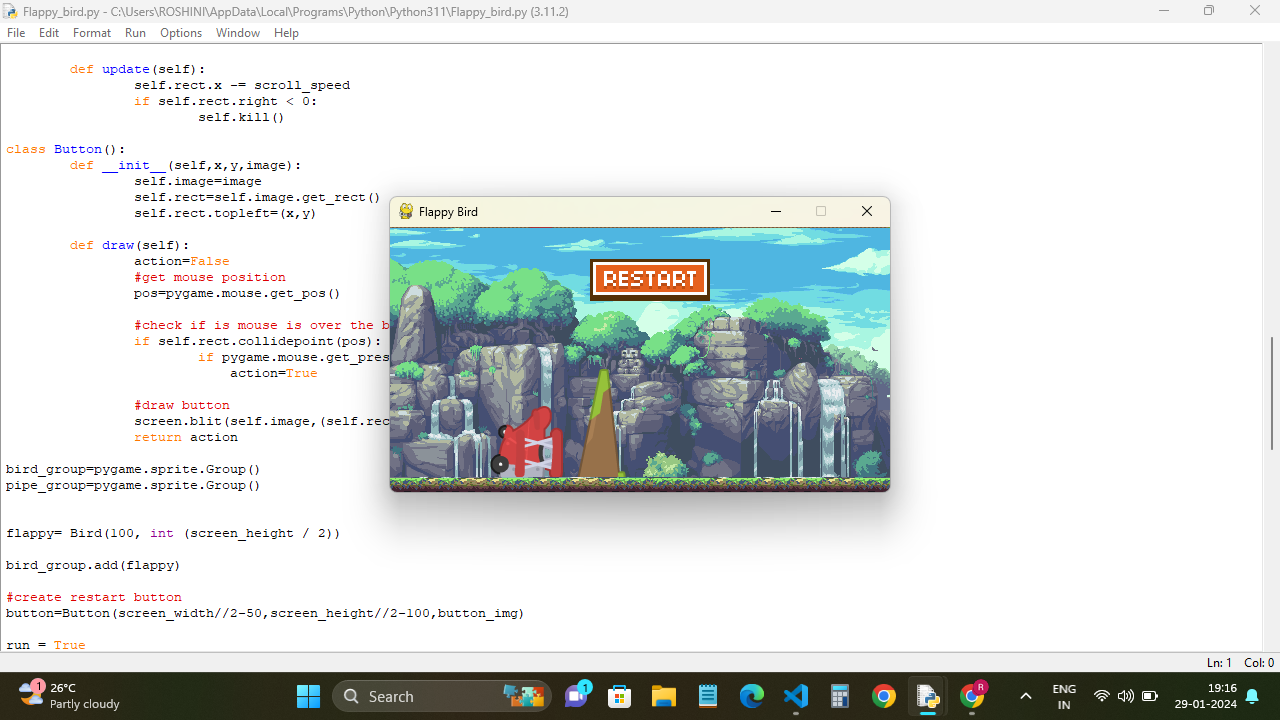 Flappy_bird.py - C:\Users\ROSHINI\AppData\Local\Programs\Python\Python311\Flappy_bird.py (3.11.2)
File Edit Format Run Options Window Help
def update(self):
self.rect.x -= scroll_speed
if self.rect.right < 0:
self.kill()
class Button():
def __init__(self,x,y,image):
self.image=image
self.rect=self.image.get_rect()
self.rect.topleft=(x,y)
def draw(self):
action=False
#get mouse position
pos=pygame.mouse.get_pos()
#check if is mouse is over the b
if self.rect.collidepoint(pos):
if pygame.mouse.get_pres
action=True
#draw button
screen.blit(self.image,(self.rec
return action
bird_group=pygame.sprite.Group()
pipe_group=pygame.sprite.Group()
flappy= Bird(100, int (screen_height / 2))
bird_group.add(flappy)
#create restart button
button=Button(screen_width//2-50,screen_height//2-100,button_img)
run = True
Flappy Bird
RESTART
Ln: 1 Col: 0
1
26°C
Partly cloudy
Search
1
R
ENG
IN
19:16
29-01-2024